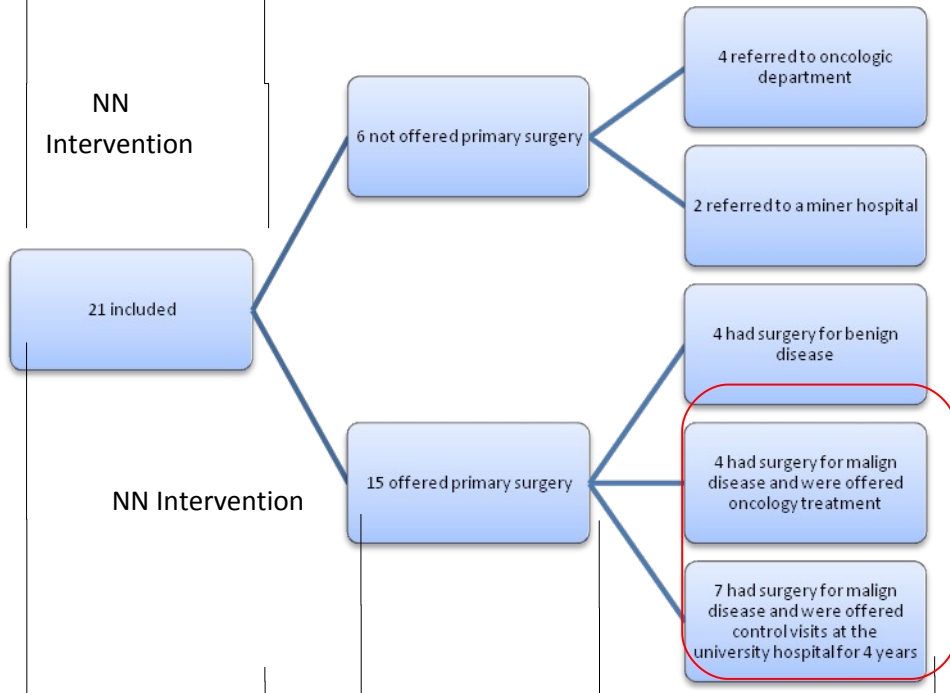 NN
Intervention
21 included
NN Intervention
6 not offered primary surgery
15 offered primary surgery
4 referred to oncologic
department
2 referred to a miner hospital
4 had surgery for benign
disease
4 had surgery for malign
disease and were offered
oncology treatment
7 had surgery for malign
disease and were offered
control visits at the
university hospital for 4 years